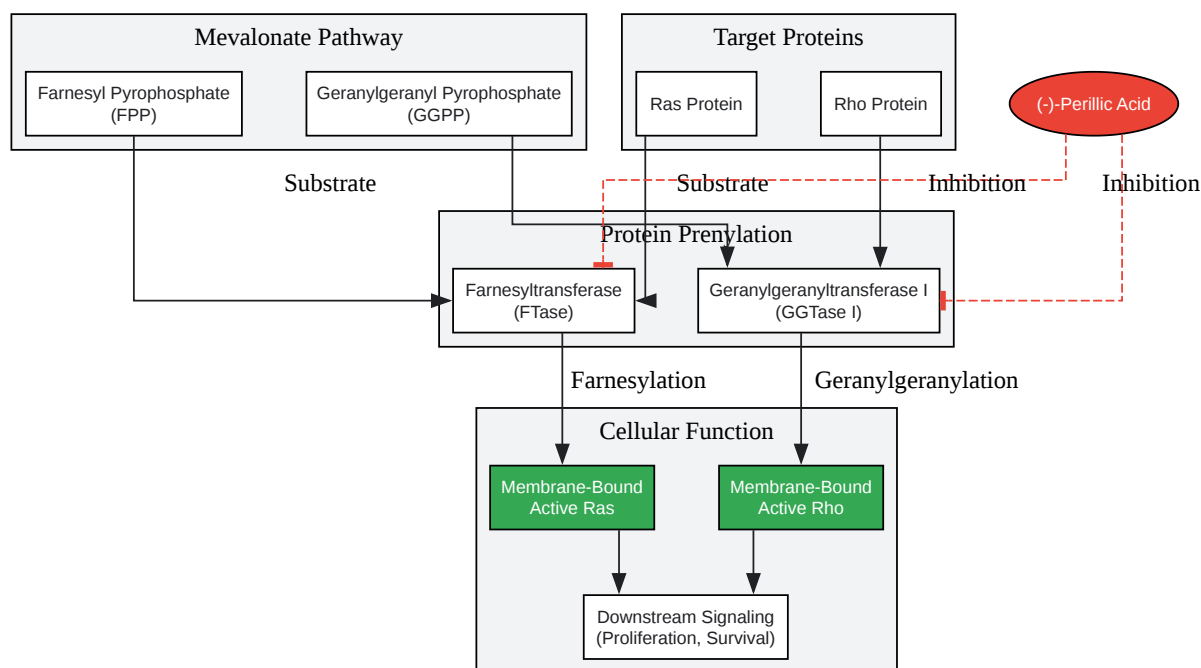 Mevalonate Pathway
Target Proteins
Farnesyl Pyrophosphate
(FPP)
Geranylgeranyl Pyrophosphate
(GGPP)
Ras Protein
Rho Protein
(-)-Perillic Acid
Substrate
Substrate
Inhibition
Inhibition
Protein Prenylation
Farnesyltransferase
(FTase)
Geranylgeranyltransferase I
(GGTase I)
Farnesylation
Geranylgeranylation
Cellular Function
Membrane-Bound
Active Ras
Membrane-Bound
Active Rho
Downstream Signaling
(Proliferation, Survival)